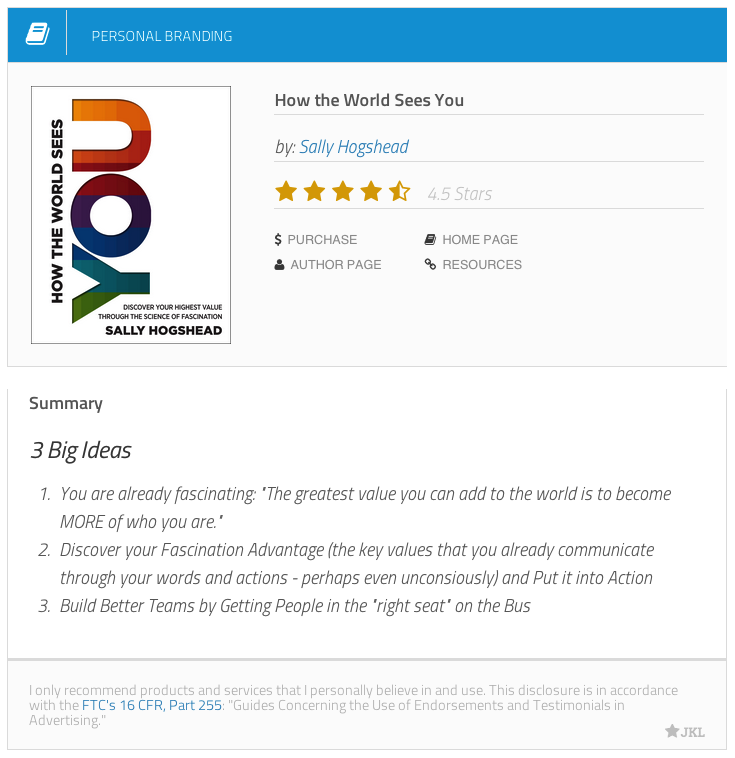 PERSONAL BRANDING
HOW THE WORLD SEES
YOU
DISCOVER YOUR HIGHEST VALUE
THROUGH THE SCIENCE OF FASCINATION
SALLY HOGSHEAD
How the World Sees You
by: Sally Hogshead
4.5 Stars
$ PURCHASE
HOME PAGE
AUTHOR PAGE
RESOURCES
Summary
3 Big Ideas
1. You are already fascinating: "The greatest value you can add to the world is to become
MORE of who you are."
2. Discover your Fascination Advantage (the key values that you already communicate
through your words and actions - perhaps even unconsiously) and Put it into Action
3. Build Better Teams by Getting People in the "right seat" on the Bus
I only recommend products and services that I personally believe in and use. This disclosure is in accordance
with the FTC's 16 CFR, Part 255: "Guides Concerning the Use of Endorsements and Testimonials in
Advertising."
JKL